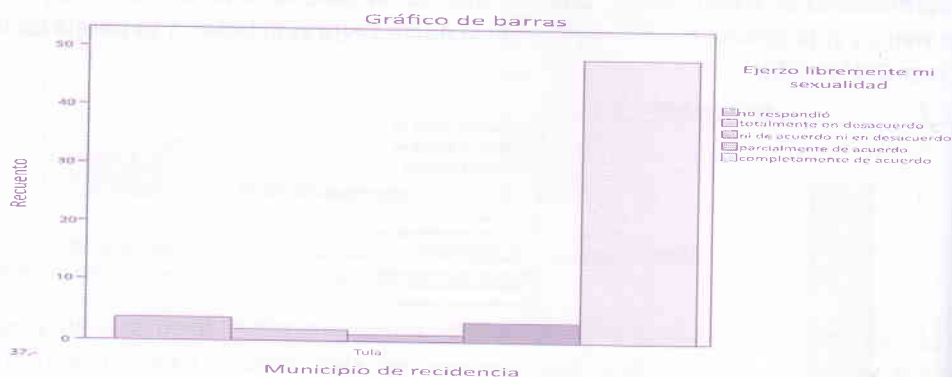 Gráfico de barras
50
40
30
20
10
0
Recuento
Tula
Municipio de recidencia
37,-
Ejerzo libremente mi
sexualidad
no respondió
totalmente en desacuerdo
ni de acuerdo ni en desacuerdo
parcialmente de acuerdo
completamente de acuerdo